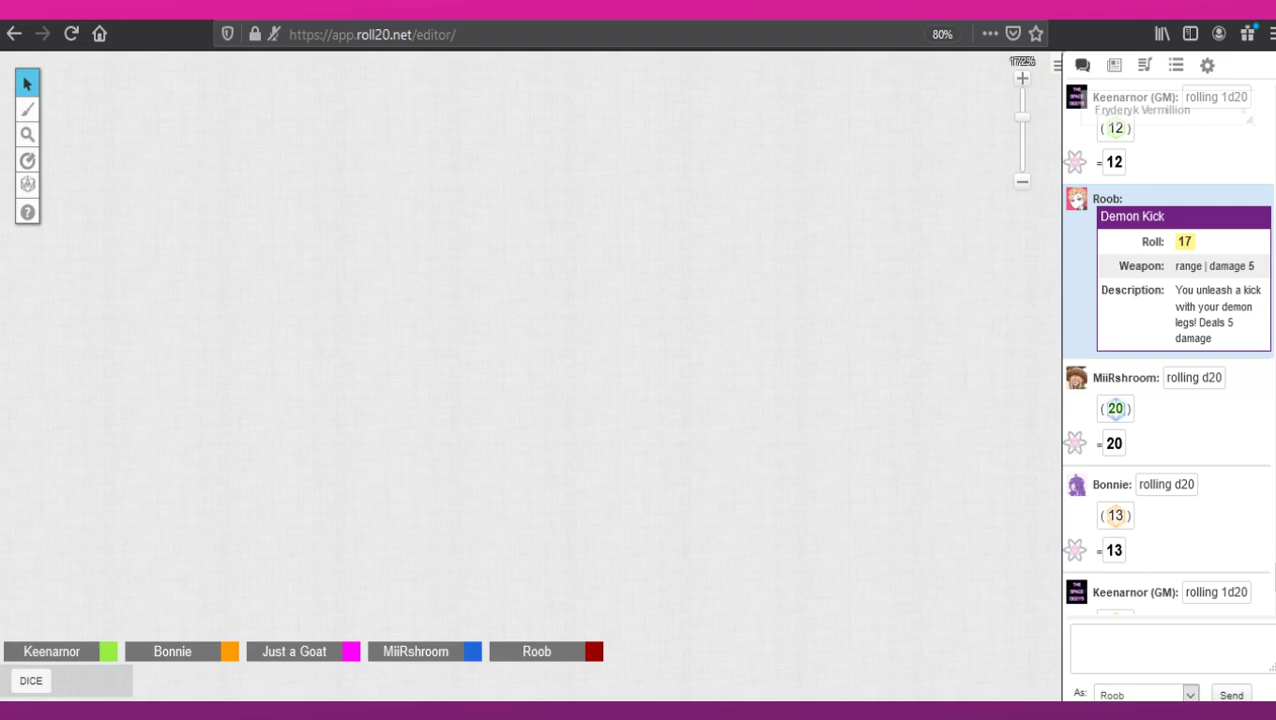 https://app.roll20.net/editor/
80%
172%
Keenarnor (GM): rolling 1d20
Fryderyk Vermillion
(12)
= 12
Roob:
Demon Kick
Roll: 17
Weapon: range | damage 5
Description: You unleash a kick
with your demon
legs! Deals 5
damage
MiiRshroom: rolling d20
(20)
= 20
Bonnie: rolling d20
(13)
= 13
THE SPACE
Keenarnor (GM): rolling 1d20
Keenarnor
Bonnie
Just a Goat
MiiRshroom
Roob
DICE
As: Roob
Send